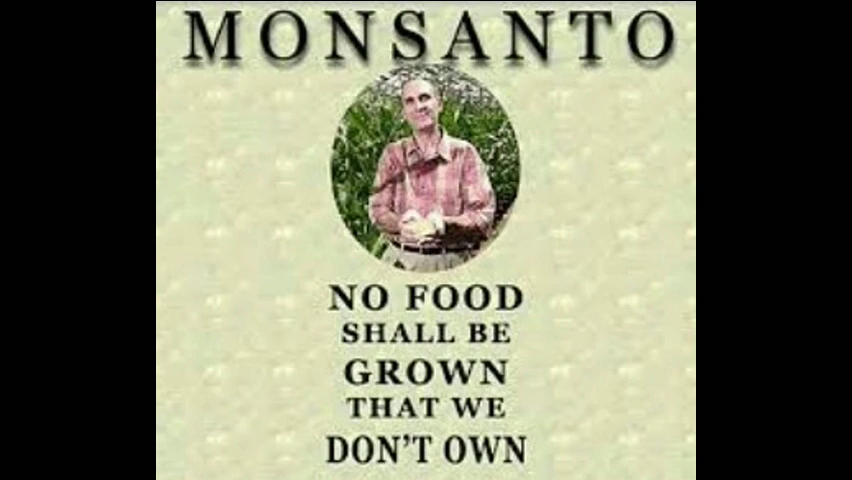 MONSANTO
NO FOOD
SHALL BE
GROWN
THAT WE
DON'T OWN